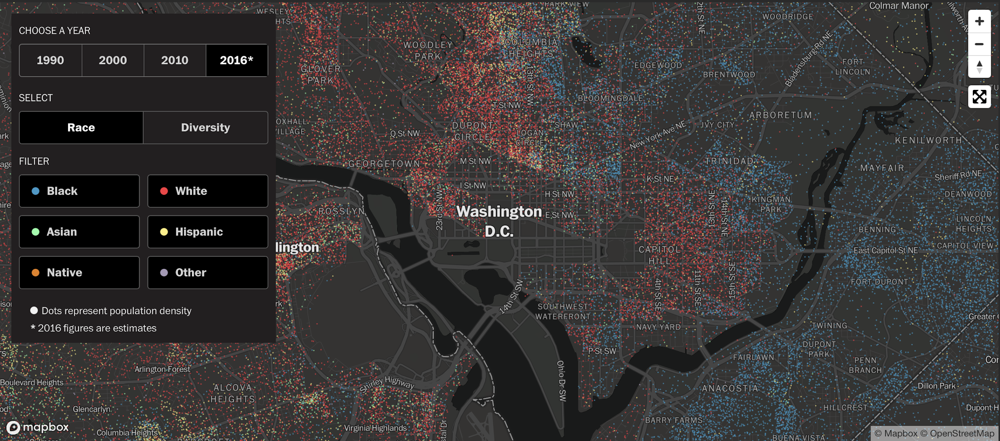 CHOOSE A YEAR
1990
2000
2010
2016*
SELECT
Race
Diversity
FILTER
Black
White
Asian
Hispanic
Native
Other
Dots represent population density
* 2016 figures are estimates
WESLEY
HTS
PARK VIEW
Colmar Manor
WOODRIDGE
WOODLEY
PARK
COLUMBIA
HEIGHTS
GLOVER
PARK
13th St NW
EDGEWOOD
BRENTWOOD
Bladensburg Rd NE
FORT
LINCOLN
BLOOMINGDALE
T St NW
ARBORETUM
OXHALL
VILLAGE
Q St NW
DUPONT
CIRCLE
LOGAN
CIRCLE
SHAW
New York Ave NE
IVY CITY
KENILWORTH
GEORGETOWN
M St NW
TRINIDAD
MAYFAIR
Sheriff Rd NE
K St NE
I St NW
H St NW
DEANWOOD
KINGMAN
PARK
ROSSLYN
23rd St NW
Washington
D.C.
E St NW
13th St NE
14th St NE
LINCOLN
HEIGHTS
BENNING
lington
CAPITOL
HILL
East Capitol St NE
CAPITOL VIEW
4th St SE
11th St SE
15th St SE
FORT DUPONT
14th St SW
SOUTHWEST
WATERFRONT
NAVY YARD
Greater
TWINING
P St SW
DUPONT
PARK
FAIRLAWN
PENN
BRANCH
Arlington Forest
Boulevard Heights
ALCOVA
HEIGHTS
Shirley Highway
Ohio Dr SW
ANACOSTIA
Dillon Park
Glencarlyn
HILLCREST
Dupont H
BARRY FARMS
mapbox
Columbia Heights
Virginia Highlands
BUENA VISTA
© Mapbox © OpenStreetMap